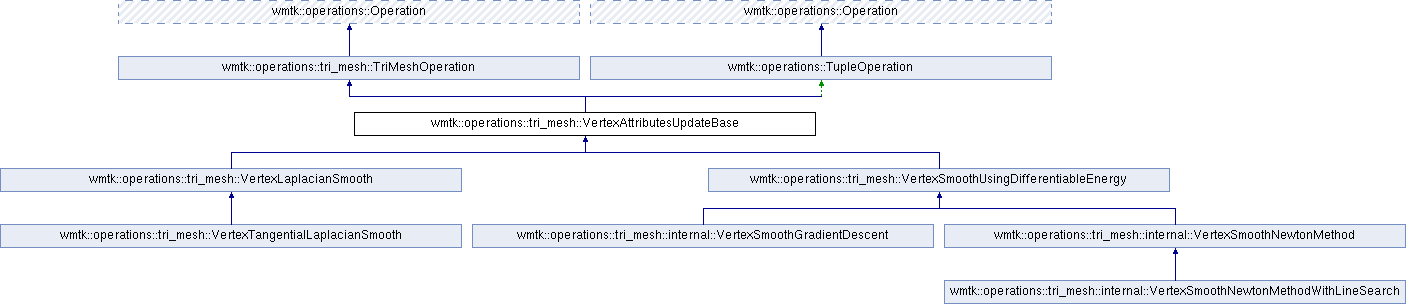 wmtk::operations::Operation
wmtk::operations::Operation
wmtk::operations::tri_mesh::TriMeshOperation
wmtk::operations::TupleOperation
wmtk::operations::tri_mesh::VertexAttributesUpdateBase
wmtk::operations::tri_mesh::VertexLaplacianSmooth
wmtk::operations::tri_mesh::VertexSmoothUsingDifferentiableEnergy
wmtk::operations::tri_mesh::VertexTangentialLaplacianSmooth
wmtk::operations::tri_mesh::internal::VertexSmoothGradientDescent
wmtk::operations::tri_mesh::internal::VertexSmoothNewtonMethod
wmtk::operations::tri_mesh::internal::VertexSmoothNewtonMethodWithLineSearch